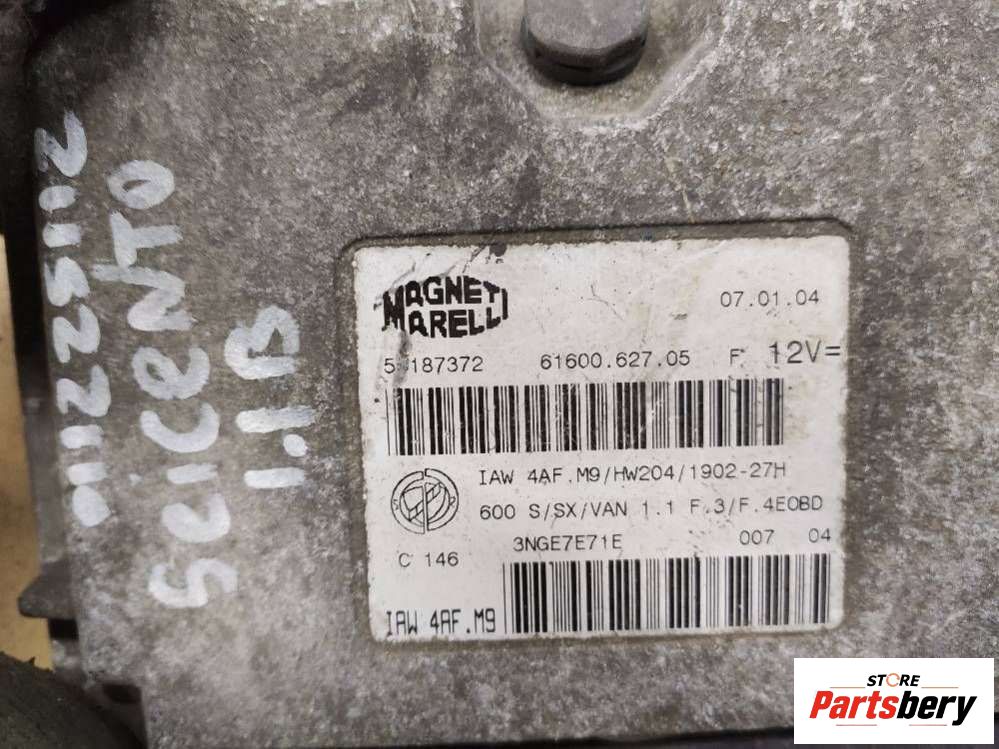 SEICENTO
1.1B
MAGNETI
MARELLI
07.01.04
187372 61600.627.05 F 12V=
IAW 4AF.M9/HW204/1902-27H
600 S/SX/VAN 1.1 F.3/F.4EOBD
C 146 3NGE7E71E 007 04
IAW 4AF.M9
STORE
Partsbery